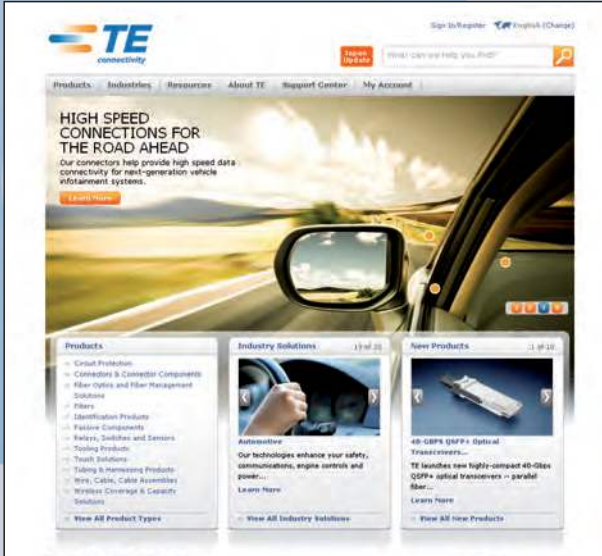 TE
connectivity
Sign In/Register English (Change)
Japan
Update
What can we help you find?
Products Industries Resources About TE Support Center My Account
HIGH SPEED
CONNECTIONS FOR
THE ROAD AHEAD
Our connectors help provide high speed data
connectivity for next-generation vehicle
infotainment systems.
Learn More
Products
Circuit Protection
Connectors & Connector Components
Fiber Optics and Fiber Management
Solutions
Filters
Identification Products
Passive Components
Relays, Switches and Sensors
Tooling Products
Touch Solutions
Tubing & Harnessing Products
Wire, Cable, Cable Assemblies
Wireless Coverage & Capacity
Solutions
View All Product Types
Industry Solutions
Automotive
Our technologies enhance your safety,
communications, engine controls and
power...
Learn More
View All Industry Solutions
New Products 1 of 10
40-GBPS QSFP+ Optical
Transceivers...
TE launches new highly-compact 40-Gbps
QSFP+ optical transceivers -- parallel
fiber...
Learn More
View All New Products